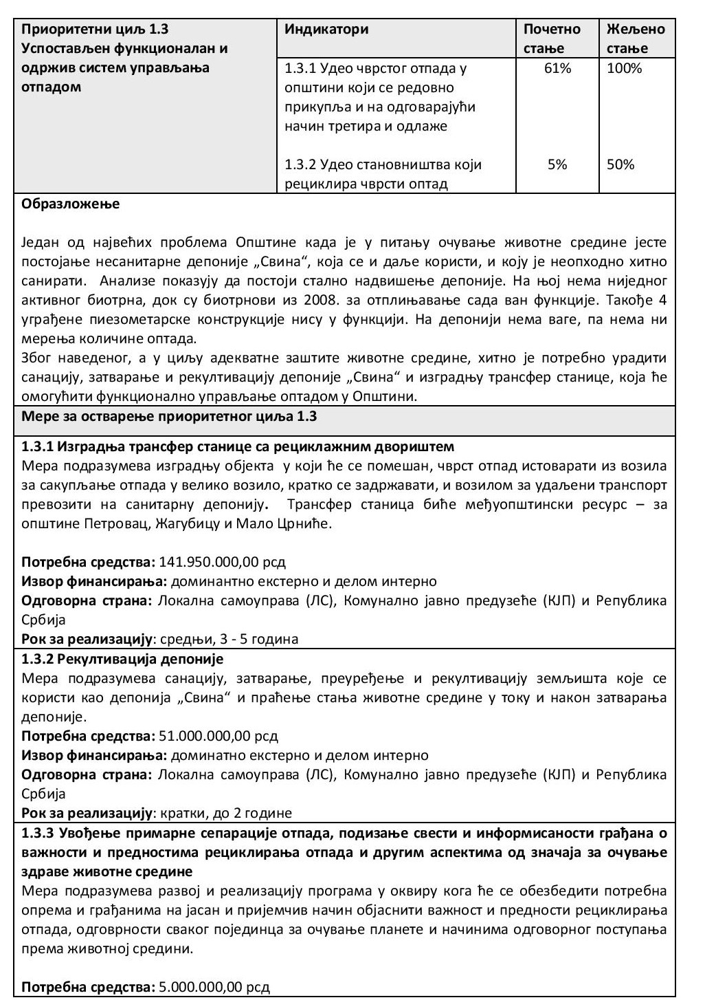 Приоритетни циљ 1.3
Успостављен функционалан и
одржив систем управљања
отпадом
Индикатори
Почетно
стање
Жељено
стање
1.3.1 Удео чврстог отпада у
општини који се редовно
прикупља и на одговарајући
начин третира и одлаже
61%
100%
1.3.2 Удео становништва који
рециклира чврсти оптад
5%
50%
Образложење
Један од највећих проблема Општине када је у питању очување животне средине јесте
постојање несанитарне депоније „Свина“, која се и даље користи, и коју је неопходно хитно
санирати. Анализе показују да постоји стално надвишење депоније. На њој нема ниједног
активног биотрна, док су биотрнови из 2008. за отплињавање сада ван функције. Такође 4
уграђене пиезометарске конструкције нису у функцији. На депонији нема ваге, па нема ни
мерења количине оптада.
Због наведеног, а у циљу адекватне заштите животне средине, хитно је потребно урадити
санацију, затварање и рекултивацију депоније „Свина“ и изградњу трансфер станице, која ће
омогућити функционално управљање оптадом у Општини.
Мере за остварење приоритетног циља 1.3
1.3.1 Изградња трансфер станице са рециклажним двориштем
Мера подразумева изградњу објекта у који ће се помешан, чврст отпад истоварати из возила
за сакупљање отпада у велико возило, кратко се задржавати, и возилом за удаљени транспорт
превозити на санитарну депонију. Трансфер станица биће међуопштински ресурс – за
општине Петровац, Жагубицу и Мало Црниће.
Потребна средства: 141.950.000,00 рсд
Извор финансирања: доминантно екстерно и делом интерно
Одговорна страна: Локална самоуправа (ЛС), Комунално јавно предузеће (КЈП) и Република
Србија
Рок за реализацију: средњи, 3 - 5 година
1.3.2 Рекултивација депоније
Мера подразумева санацију, затварање, преуређење и рекултивацију земљишта које се
користи као депонија „Свина“ и праћење стања животне средине у току и након затварања
депоније.
Потребна средства: 51.000.000,00 рсд
Извор финансирања: доминатно екстерно и делом интерно
Одговорна страна: Локална самоуправа (ЛС), Комунално јавно предузеће (КЈП) и Република
Србија
Рок за реализацију: кратки, до 2 године
1.3.3 Увођење примарне сепарације отпада, подизање свести и информисаности грађана о
важности и предностима рециклирања отпада и другим аспектима од значаја за очување
здраве животне средине
Мера подразумева развој и реализацију програма у оквиру кога ће се обезбедити потребна
опрема и грађанима на јасан и пријемчив начин објаснити важност и предности рециклирања
отпада, одговрности сваког појединца за очување планете и начинима одговорног поступања
према животној средини.
Потребна средства: 5.000.000,00 рсд